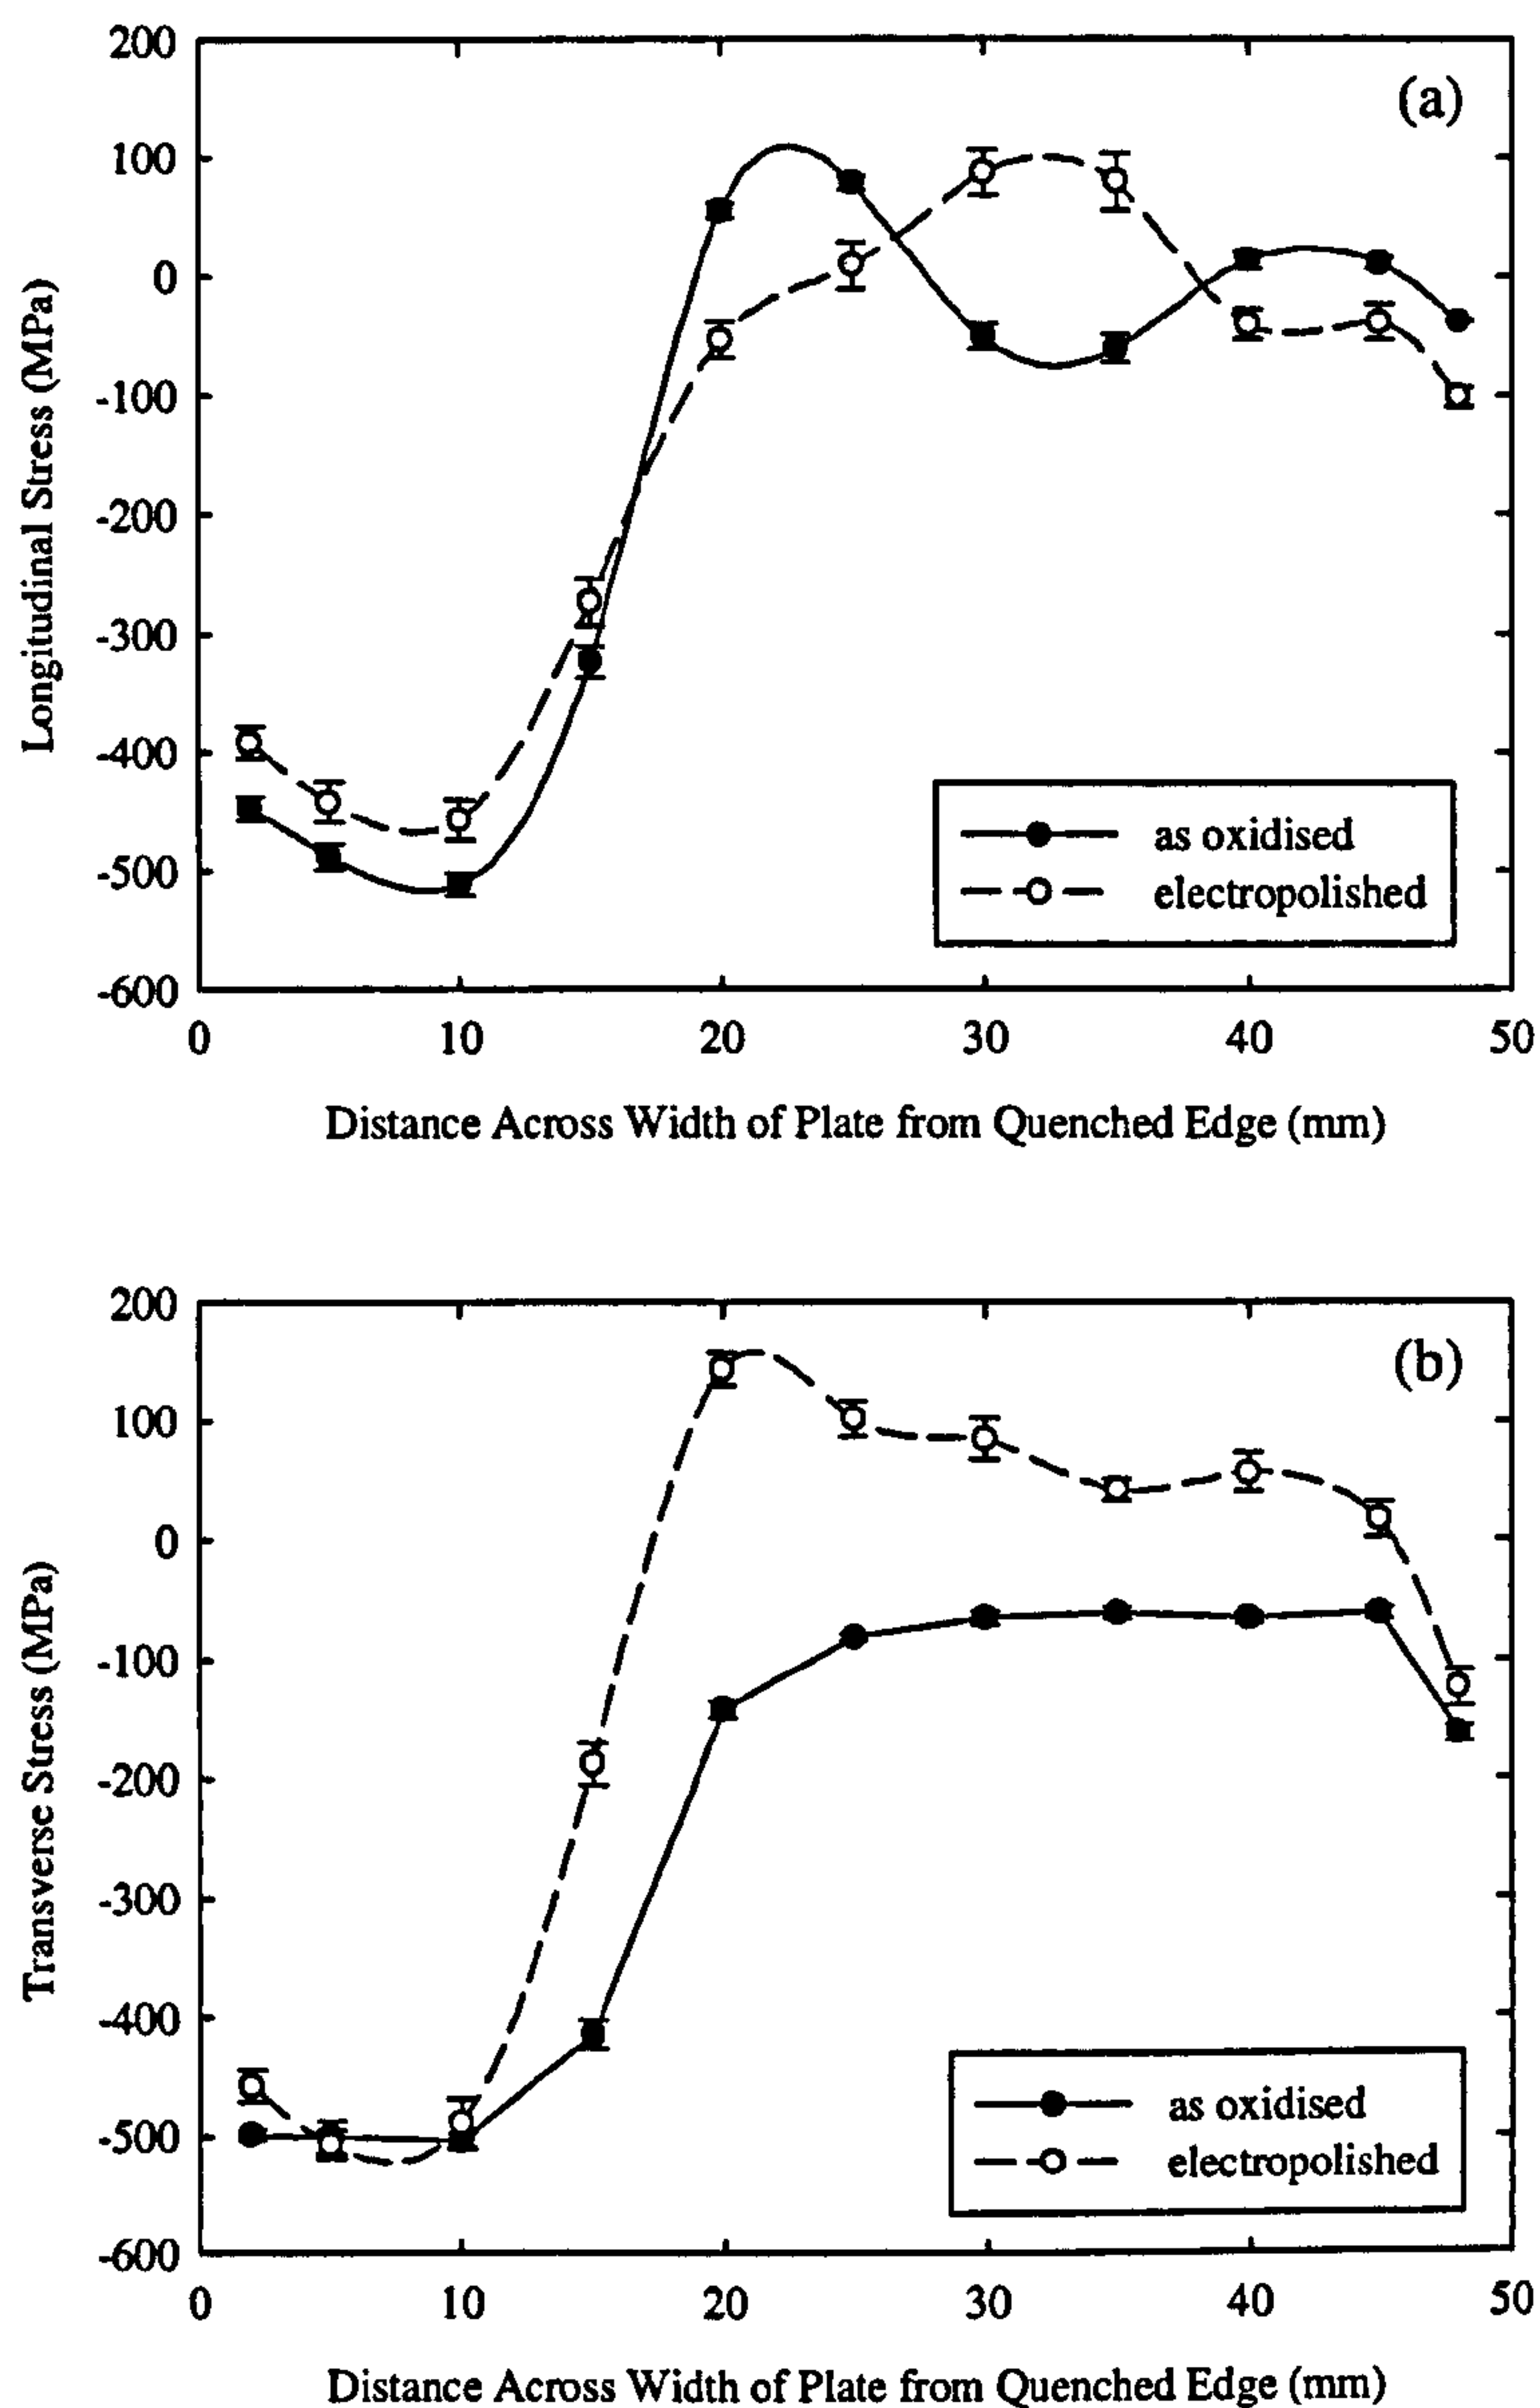 (a)
200
100
0
-100
-200
-300
-400
-500
-600
Longitudinal Stress (MPa)
as oxidised
electropolished
0 10 20 30 40 50
Distance Across Width of Plate from Quenched Edge (mm)
(b)
200
100
0
-100
-200
-300
-400
-500
-600
Transverse Stress (MPa)
as oxidised
electropolished
0 10 20 30 40 50
Distance Across Width of Plate from Quenched Edge (mm)